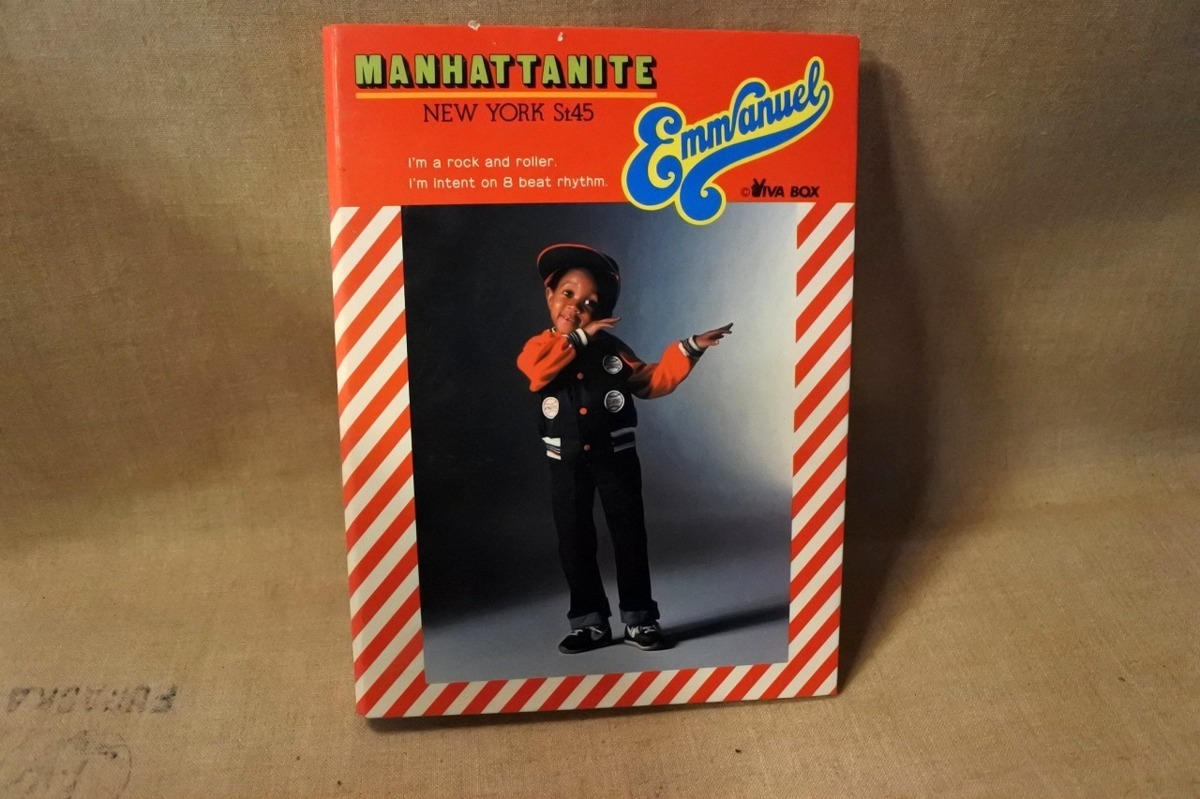 MANHATTANITE
NEW YORK St45
Emmanuel
I'm a rock and roller.
I'm intent on 8 beat rhythm.
© VIVA BOX